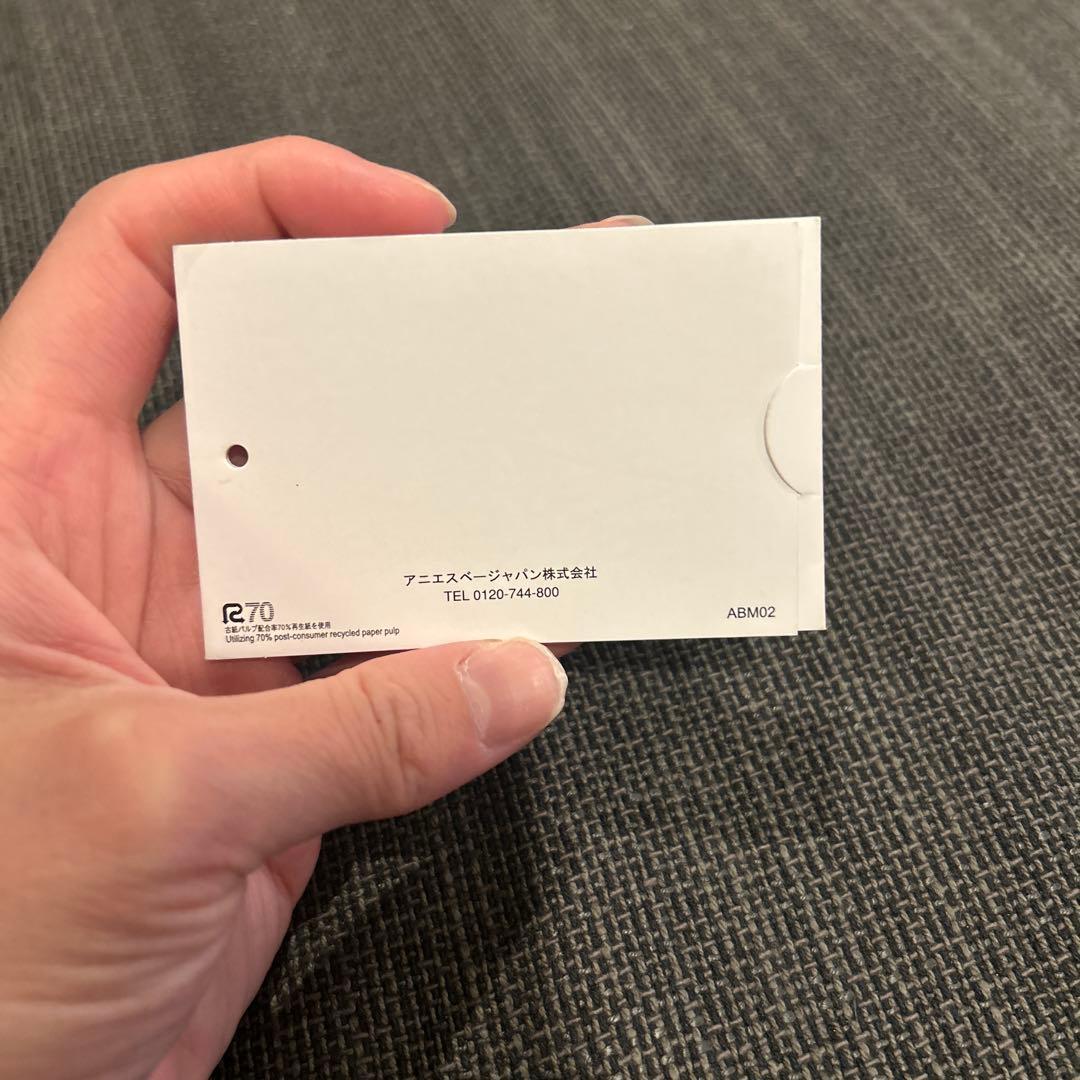 アニエスベージャパン株式会社
TEL 0120-744-800
R70
古紙パルプ配合率70%再生紙を使用
Utilizing 70% post-consumer recycled paper pulp
ABM02